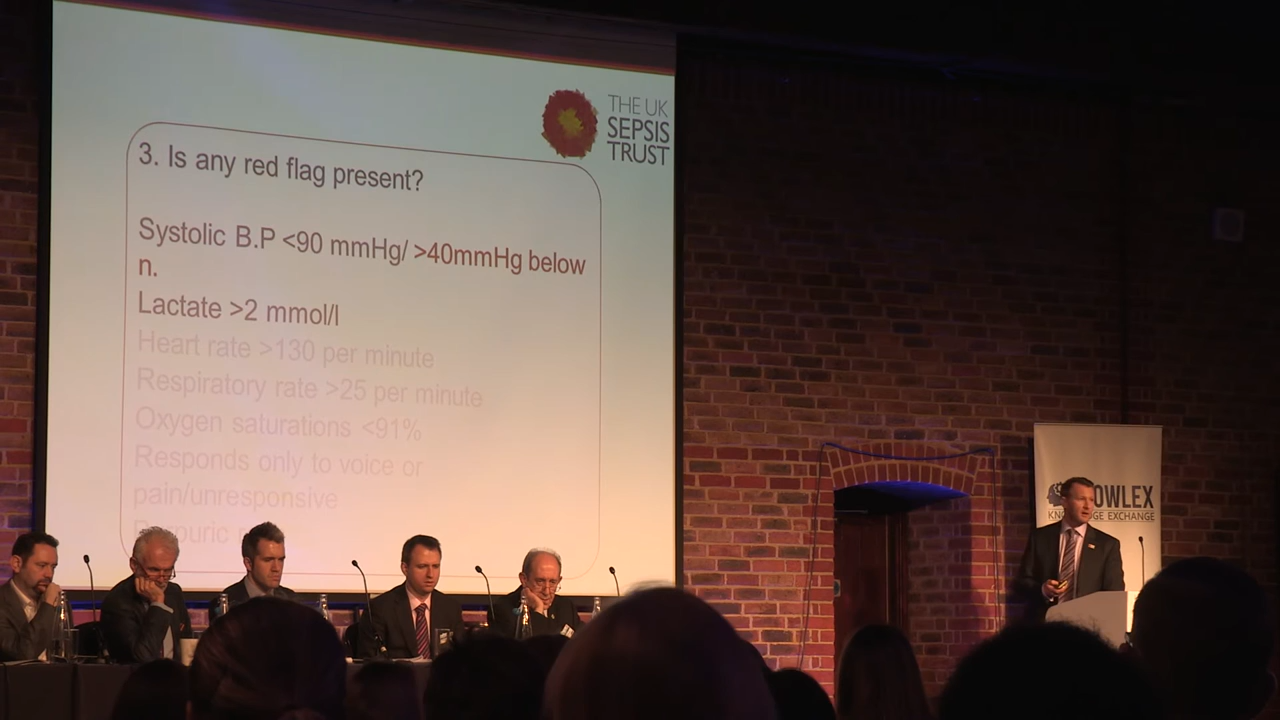 THE UK
SEPSIS
TRUST
3. Is any red flag present?
Systolic B.P <90 mmHg/ >40mmHg below
n.
Lactate >2 mmol/l
Heart rate >130 per minute
Respiratory rate >25 per minute
Oxygen saturations <91%
Responds only to voice or
pain/unresponsive
OWLEX
EXCHANGE